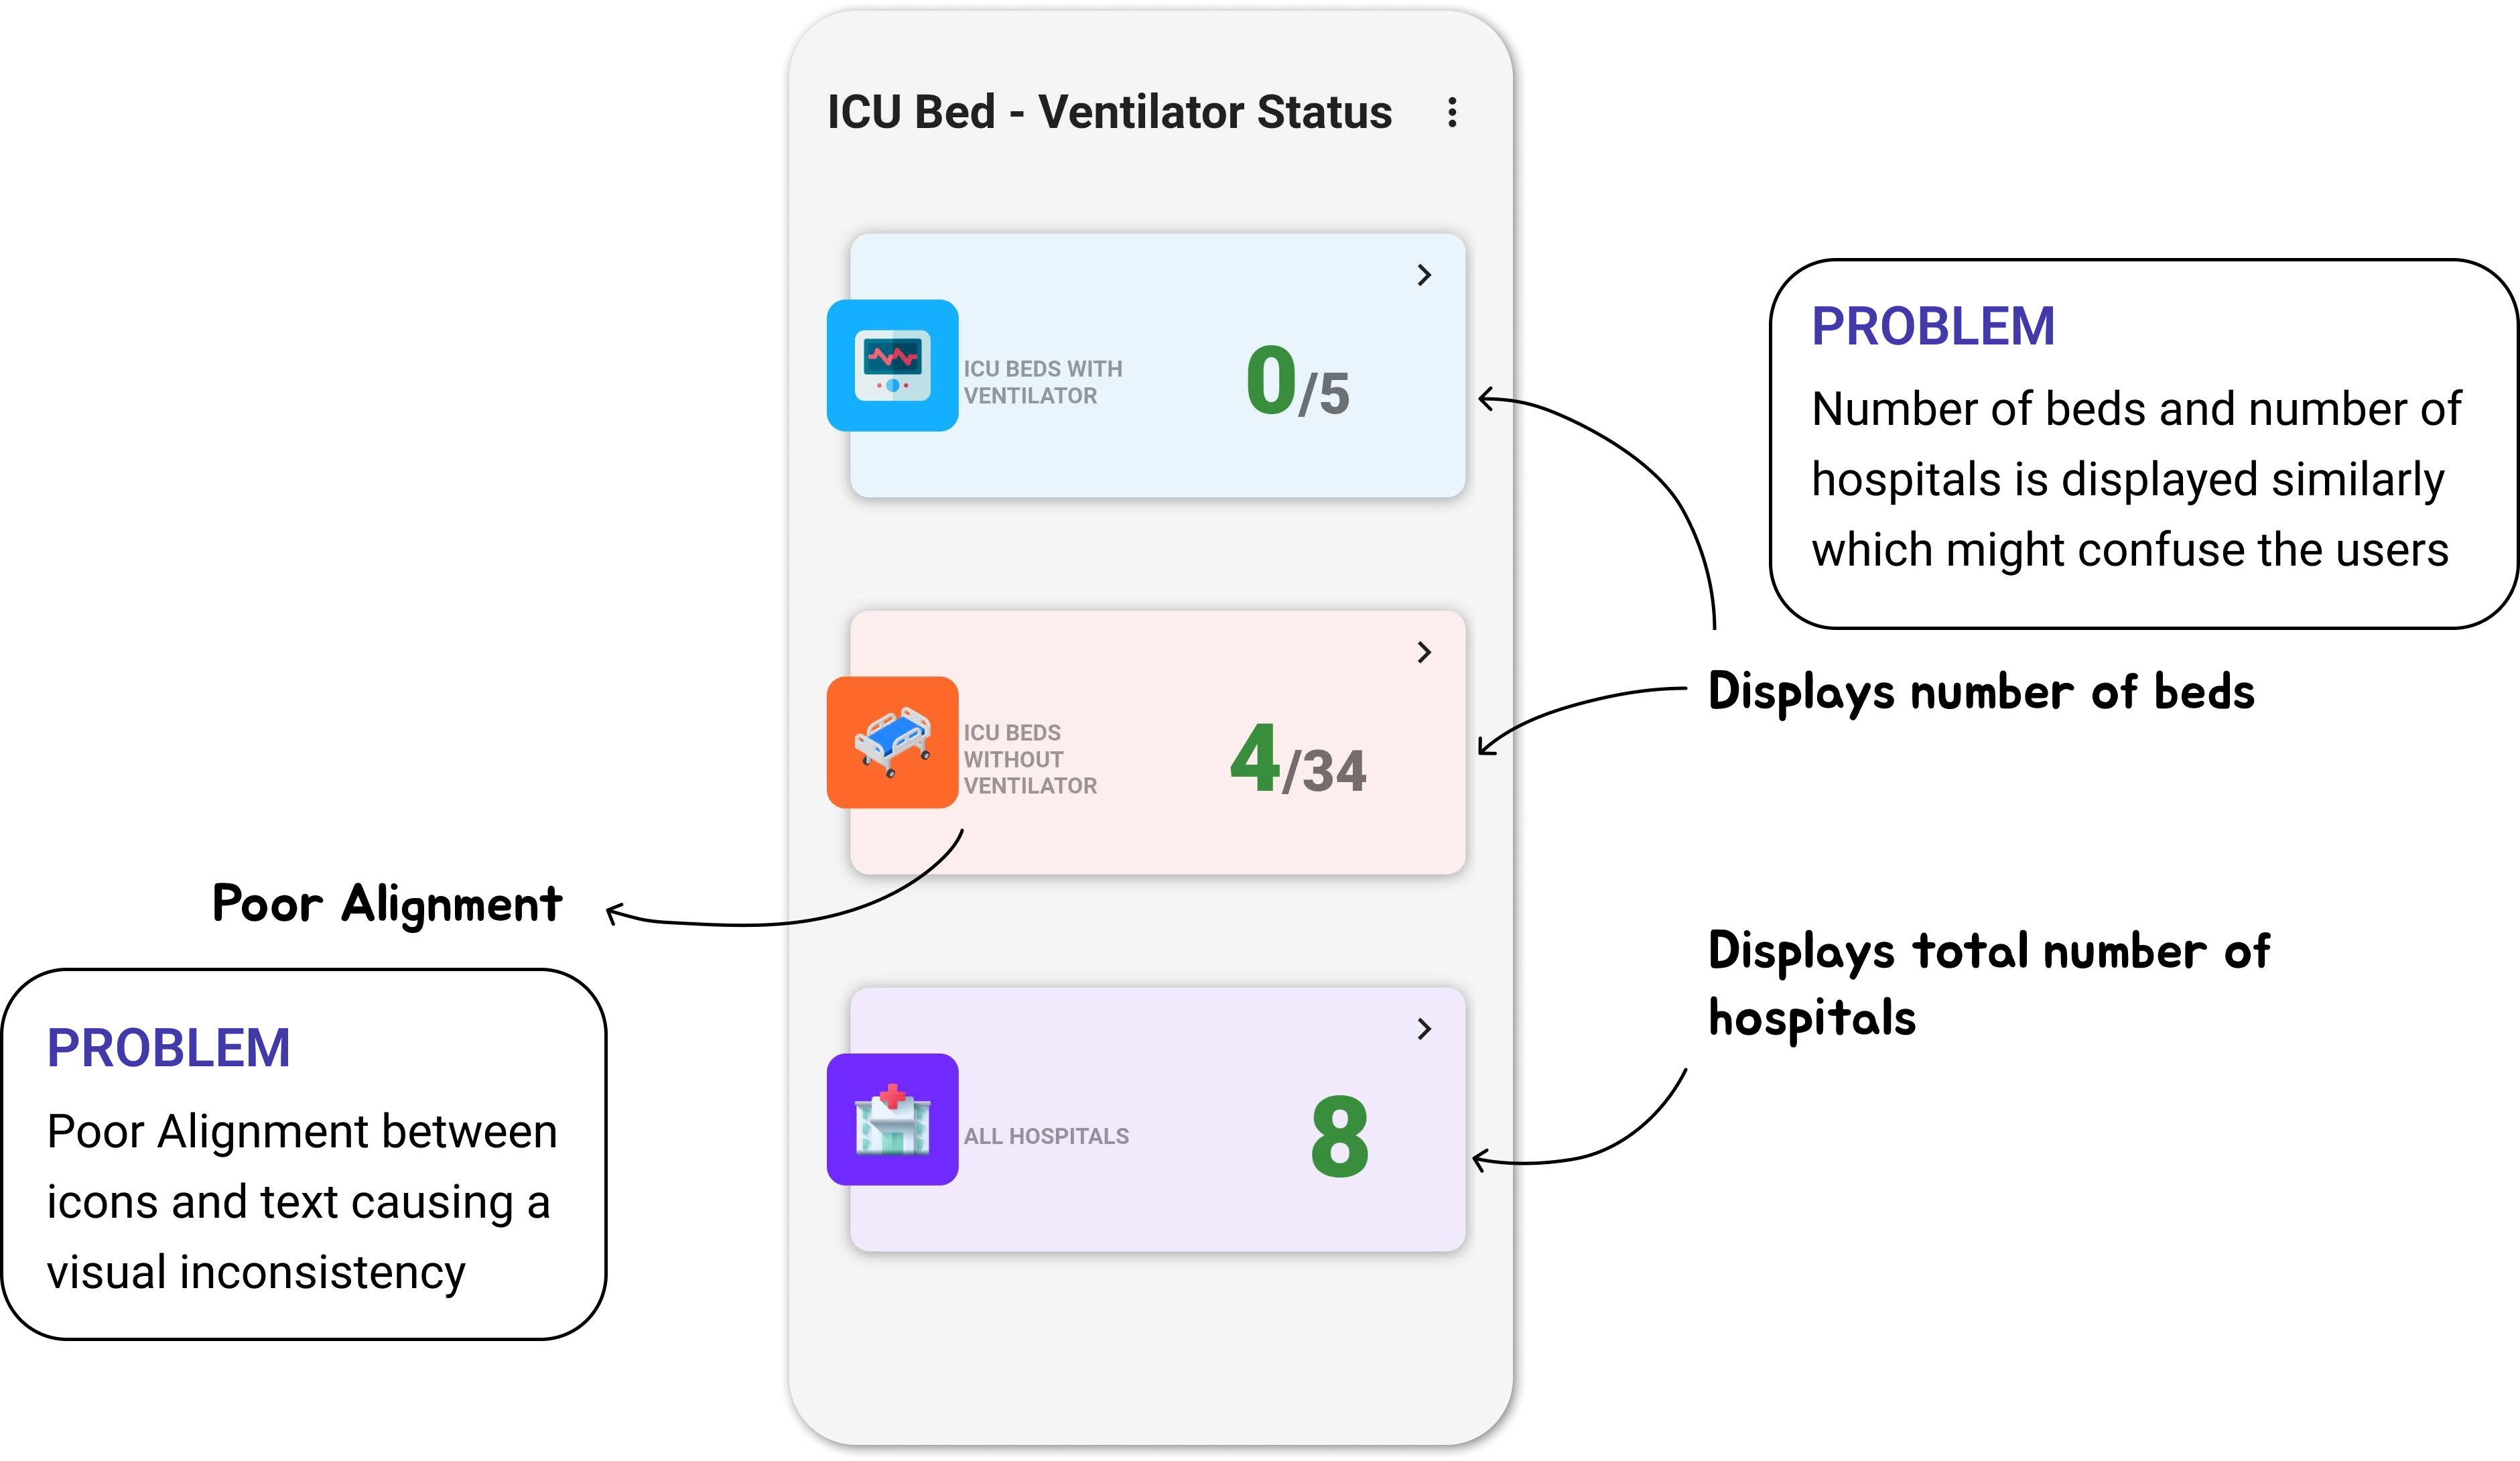 ICU Bed - Ventilator Status
ICU BEDS WITH
VENTILATOR
0/5
ICU BEDS
WITHOUT
VENTILATOR
4/34
ALL HOSPITALS
8
PROBLEM
Number of beds and number of
hospitals is displayed similarly
which might confuse the users
Displays number of beds
Displays total number of
hospitals
Poor Alignment
PROBLEM
Poor Alignment between
icons and text causing a
visual inconsistency